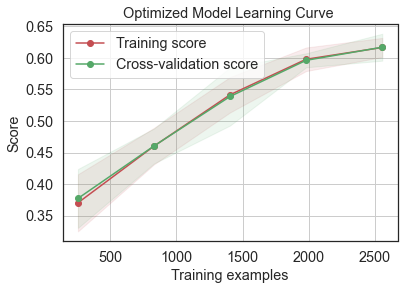 Optimized Model Learning Curve
0.65
0.60
0.55
0.50
0.45
0.40
0.35
Score
Training score
Cross-validation score
500 1000 1500 2000 2500
Training examples